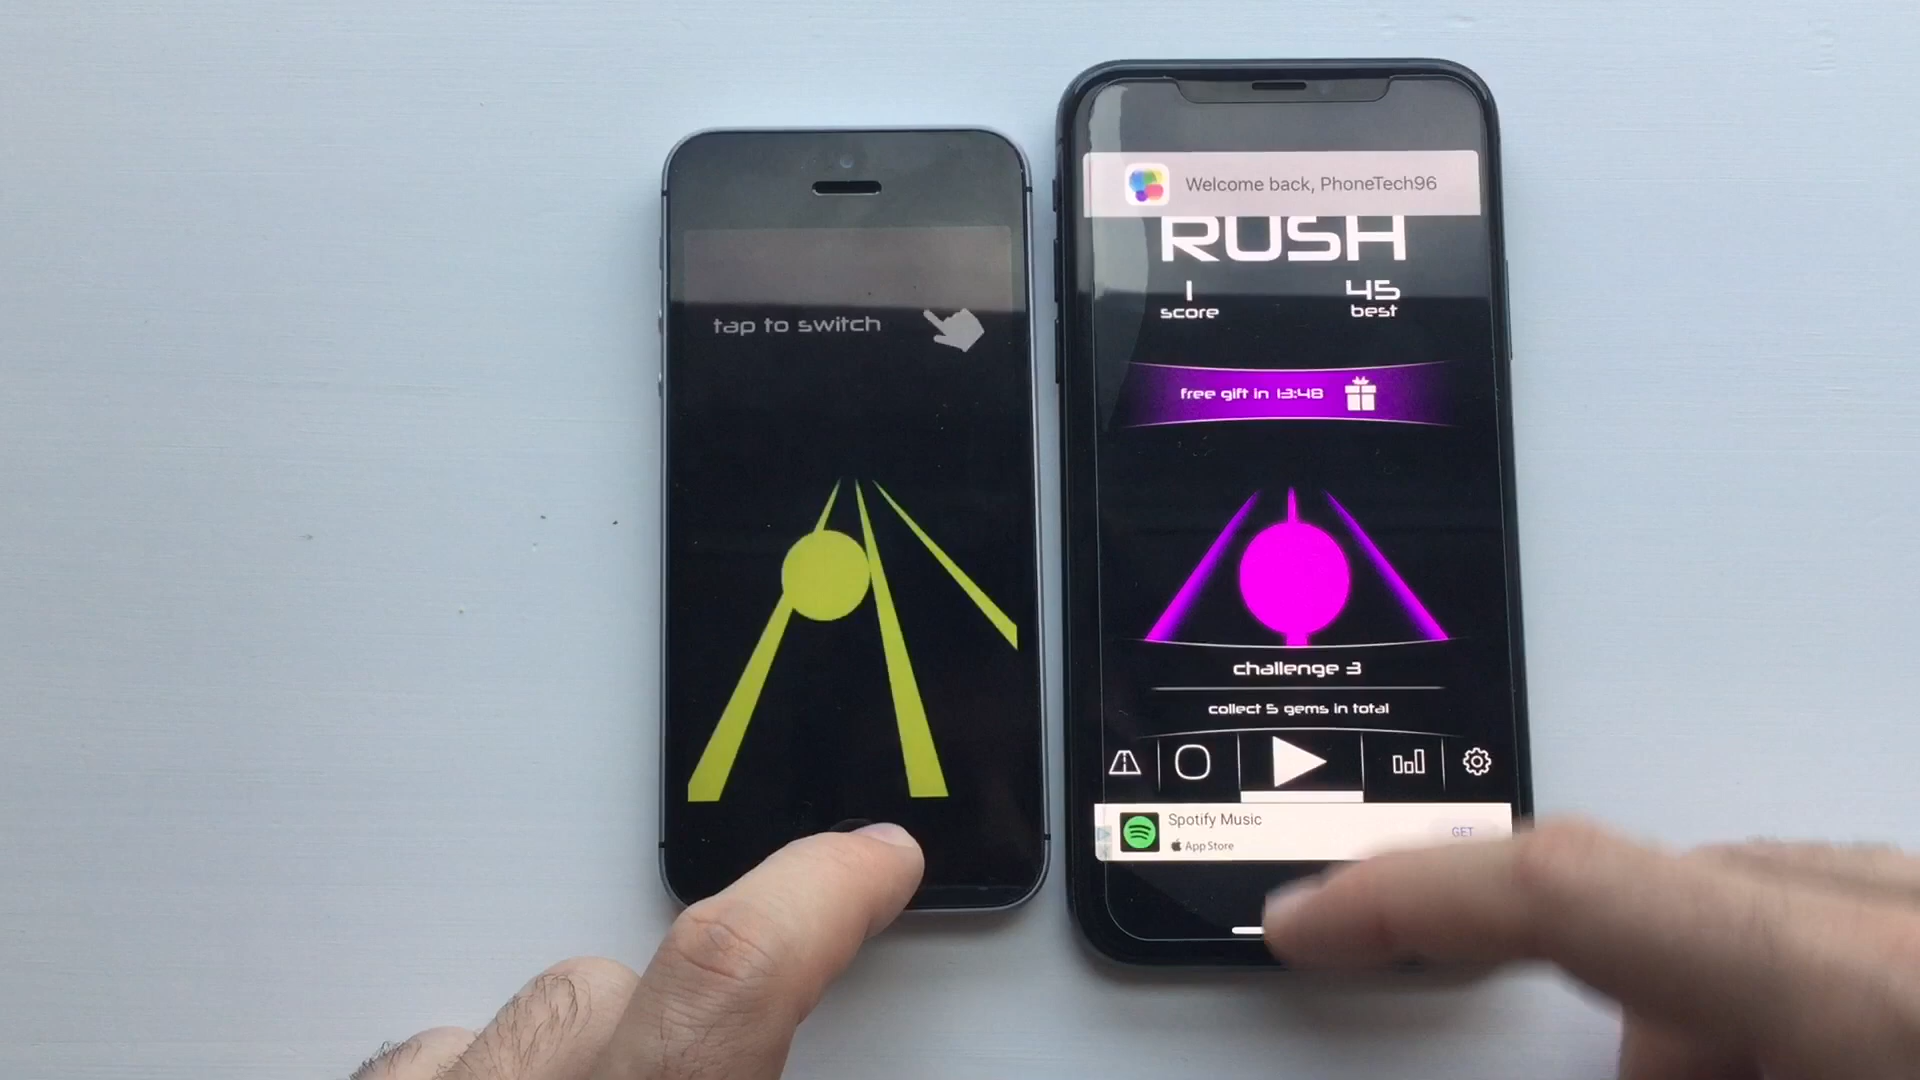 tap to switch
Welcome back, PhoneTech96
RUSH
1 45
score best
free gift in 13:48
challenge 3
collect 5 gems in total
Spotify Music
GET
App Store